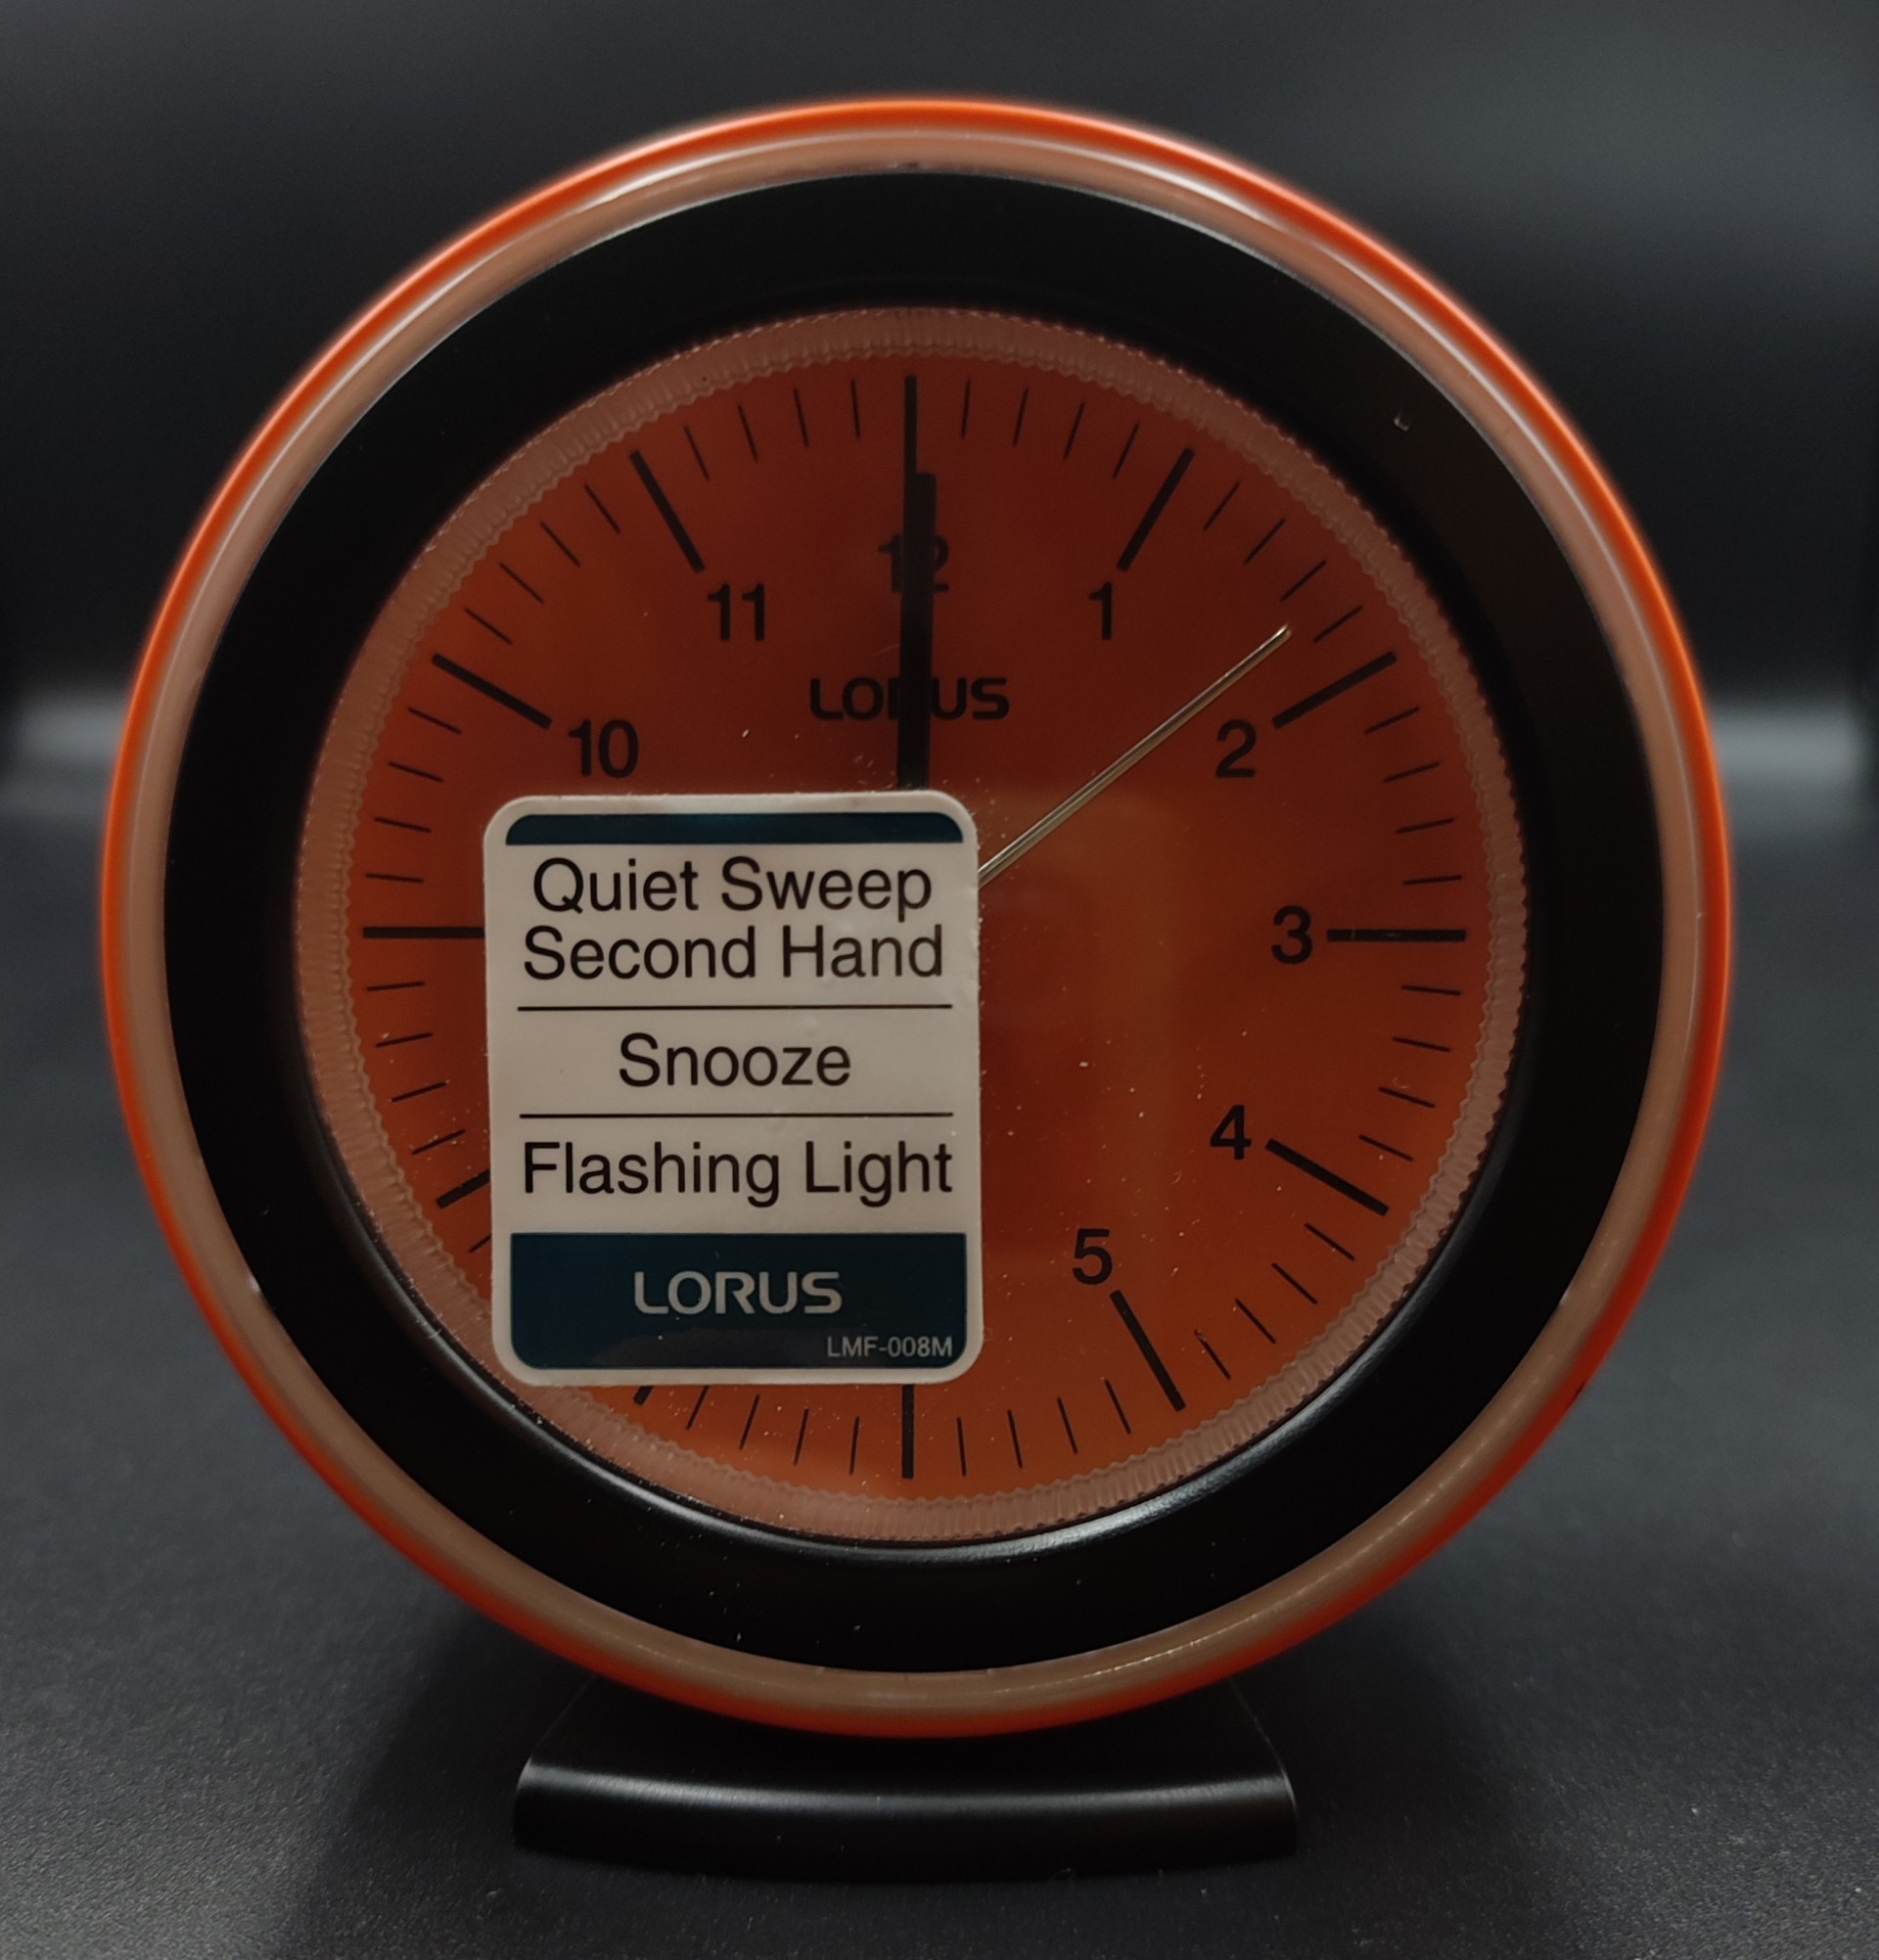 12
11
1
LORUS
10
2
3
4
5
Quiet Sweep
Second Hand
Snooze
Flashing Light
LORUS
LMF-008M